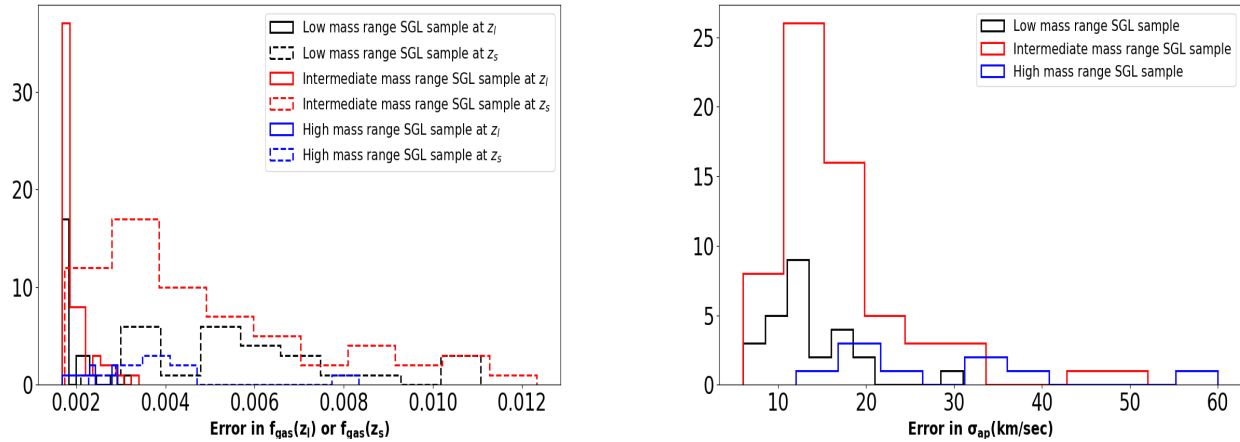 Low mass range SGL sample at z_l
Low mass range SGL sample at z_s
Intermediate mass range SGL sample at z_l
Intermediate mass range SGL sample at z_s
High mass range SGL sample at z_l
High mass range SGL sample at z_s
30
20
10
0
0.002 0.004 0.006 0.008 0.010 0.012
Error in f_gas(z_l) or f_gas(z_s)
Low mass range SGL sample
Intermediate mass range SGL sample
High mass range SGL sample
25
20
15
10
5
0
10 20 30 40 50 60
Error in σ_ap(km/sec)